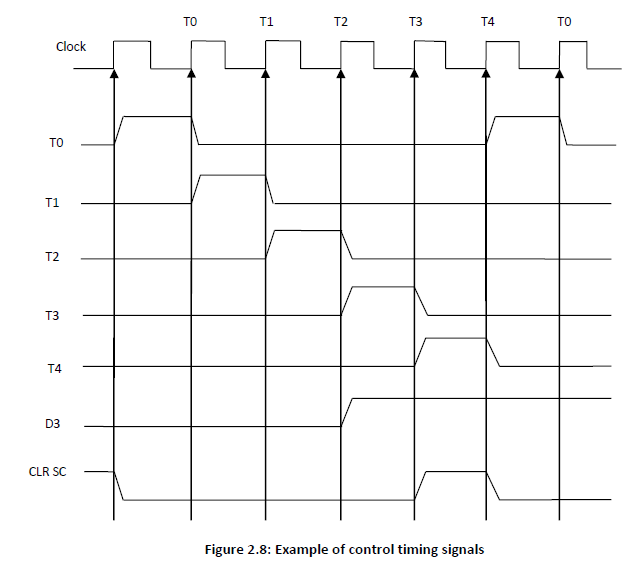 T0 T1 T2 T3 T4 T0
Clock
T0
T1
T2
T3
T4
D3
CLR SC
Figure 2.8: Example of control timing signals